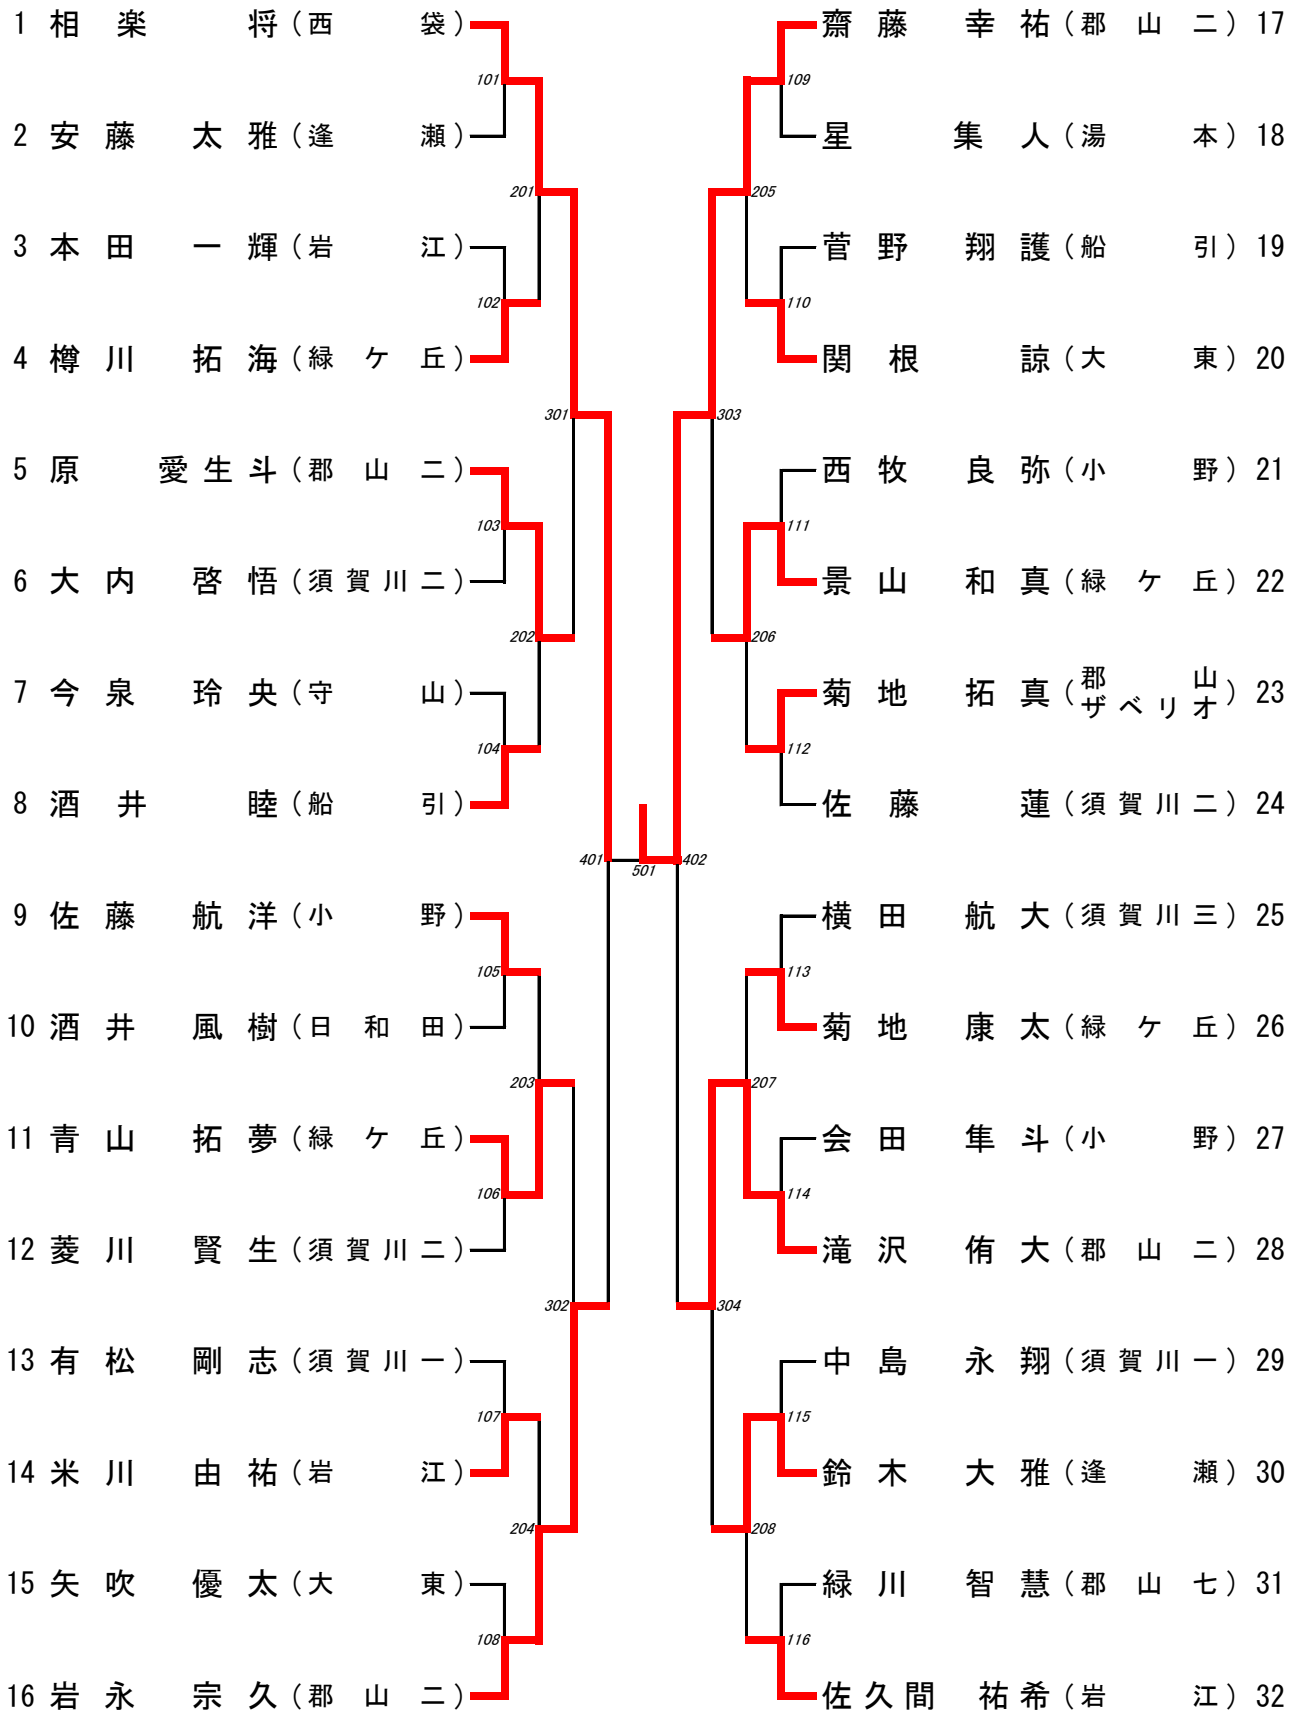 1 相楽 将（西袋）
101
2 安藤 太雅（逢瀬）
201
3 本田 一輝（岩江）
102
4 樽川 拓海（緑ケ丘）
301
5 原 愛生斗（郡山二）
103
6 大内 啓悟（須賀川二）
202
7 今泉 玲央（守山）
104
8 酒井 睦（船引）
401
9 佐藤 航洋（小野）
105
10 酒井 風樹（日和田）
203
11 青山 拓夢（緑ケ丘）
106
12 菱川 賢生（須賀川二）
302
13 有松 剛志（須賀川一）
107
14 米川 由祐（岩江）
204
15 矢吹 優太（大東）
108
16 岩永 宗久（郡山二）
501
齋藤 幸祐（郡山二）17
109
星 集人（湯本）18
205
菅野 翔護（船引）19
110
関根 諒（大東）20
303
西牧 良弥（小野）21
111
景山 和真（緑ケ丘）22
206
菊地 拓真（郡山ザベリオ）23
112
佐藤 蓮（須賀川二）24
402
横田 航大（須賀川三）25
113
菊地 康太（緑ケ丘）26
207
会田 隼斗（小野）27
114
滝沢 侑大（郡山二）28
304
中島 永翔（須賀川一）29
115
鈴木 大雅（逢瀬）30
208
緑川 智慧（郡山七）31
116
佐久間 祐希（岩江）32